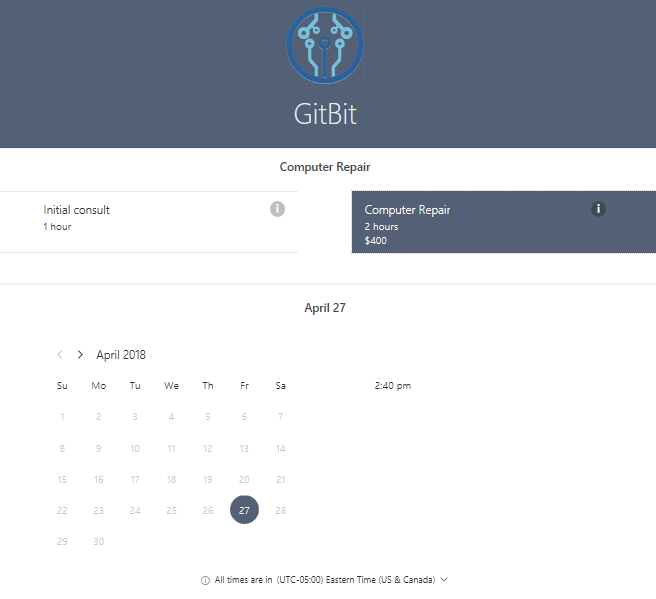 GitBit
Computer Repair
Initial consult
1 hour
Computer Repair
2 hours
$400
April 27
April 2018
Su Mo Tu We Th Fr Sa
2:40 pm
1 2 3 4 5 6 7
8 9 10 11 12 13 14
15 16 17 18 19 20 21
22 23 24 25 26 27 28
29 30
All times are in (UTC-05:00) Eastern Time (US & Canada)